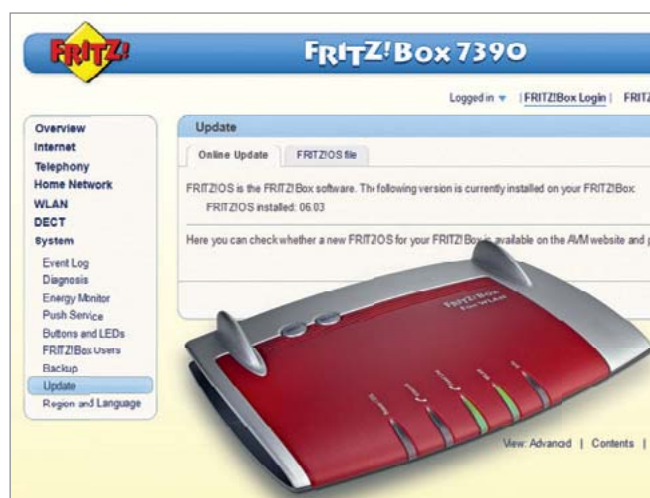 FRITZ!
FRITZ!Box 7390
Logged in | FRITZ!Box Login | FRITZ
Overview
Internet
Telephony
Home Network
WLAN
DECT
System
Event Log
Diagnosis
Energy Monitor
Push Service
Buttons and LEDs
FRITZ!Box Users
Backup
Update
Region and Language
Update
Online Update FRITZ!OS file
FRITZ!OS is the FRITZ!Box software. The following version is currently installed on your FRITZ!Box:
FRITZ!OS installed: 06.03
Here you can check whether a new FRITZ!OS for your FRITZ!Box is available on the AVM website and
FRITZ!Box
Fon WLAN
View: Advanced | Contents |